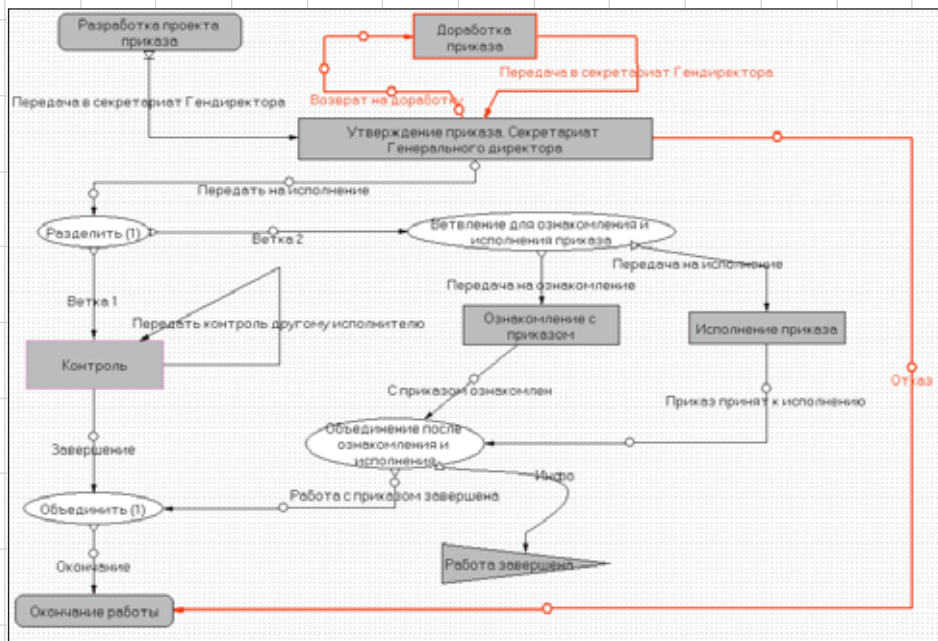 Разработка проекта
приказа
Доработка
приказа
Передача в секретариат Гендиректора
Передача в секретариат Гендиректора
Возврат на доработку
Утверждение приказа. Секретариат
Генерального директора
Передать на исполнение
Разделить (1)
Ветка 2
Ветвление для ознакомления и
исполнения приказа
Передача на исполнение
Передача на ознакомление
Ветка 1
Передать контроль другому исполнителю
Ознакомление с
приказом
Исполнение приказа
Контроль
Отказ
С приказом ознакомлен
Приказ принят к исполнению
Объединение после
ознакомления и
исполнения
Завершение
Инфо
Работа с приказом завершена
Объединить (1)
Работа завершена
Окончание
Окончание работы